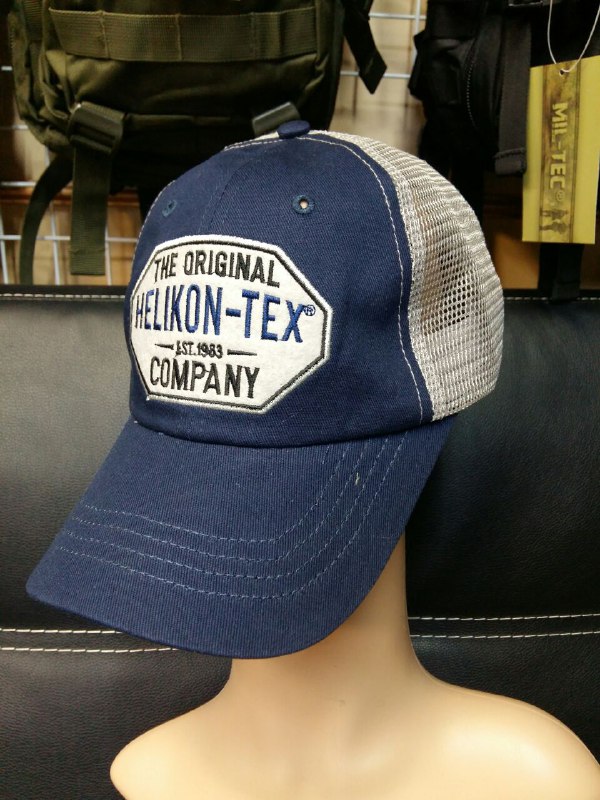 THE ORIGINAL
HELIKON-TEX®
EST.1983
COMPANY
MIL-TEC